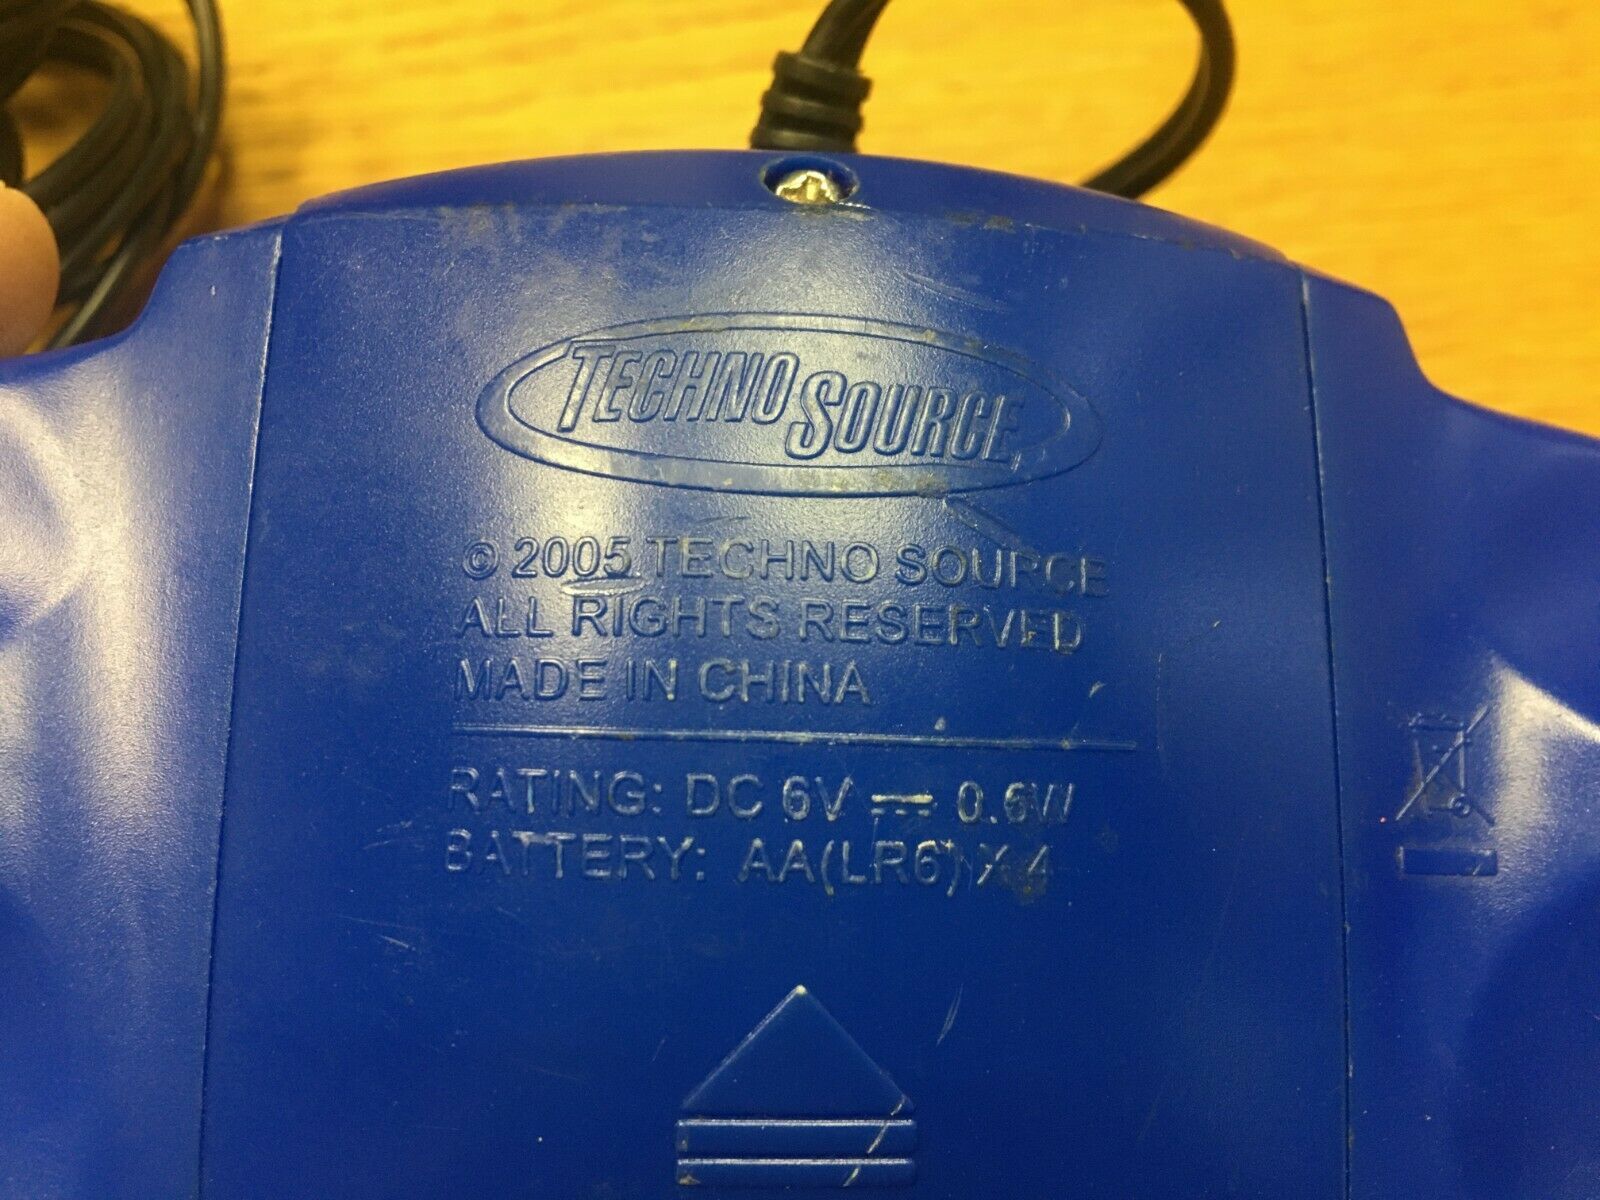 TECHNO SOURCE
© 2005 TECHNO SOURCE
ALL RIGHTS RESERVED
MADE IN CHINA
RATING: DC 6V ⎓ 0.6W
BATTERY: AA(LR6) X 4